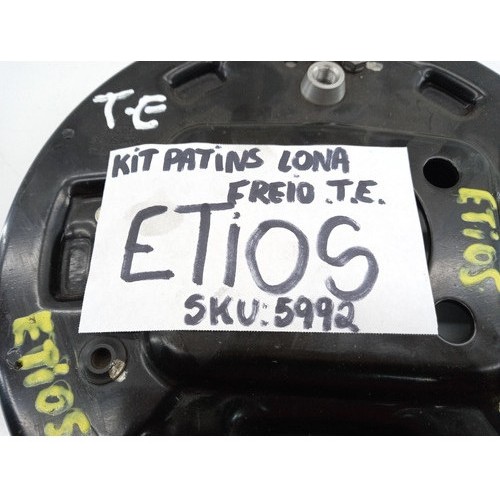 T-E
KIT PATINS LONA
FREIO .T.E.
ETiOS
SKU:5992
ETIOS
ETIOS